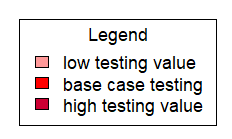 Legend
low testing value
base case testing
high testing value